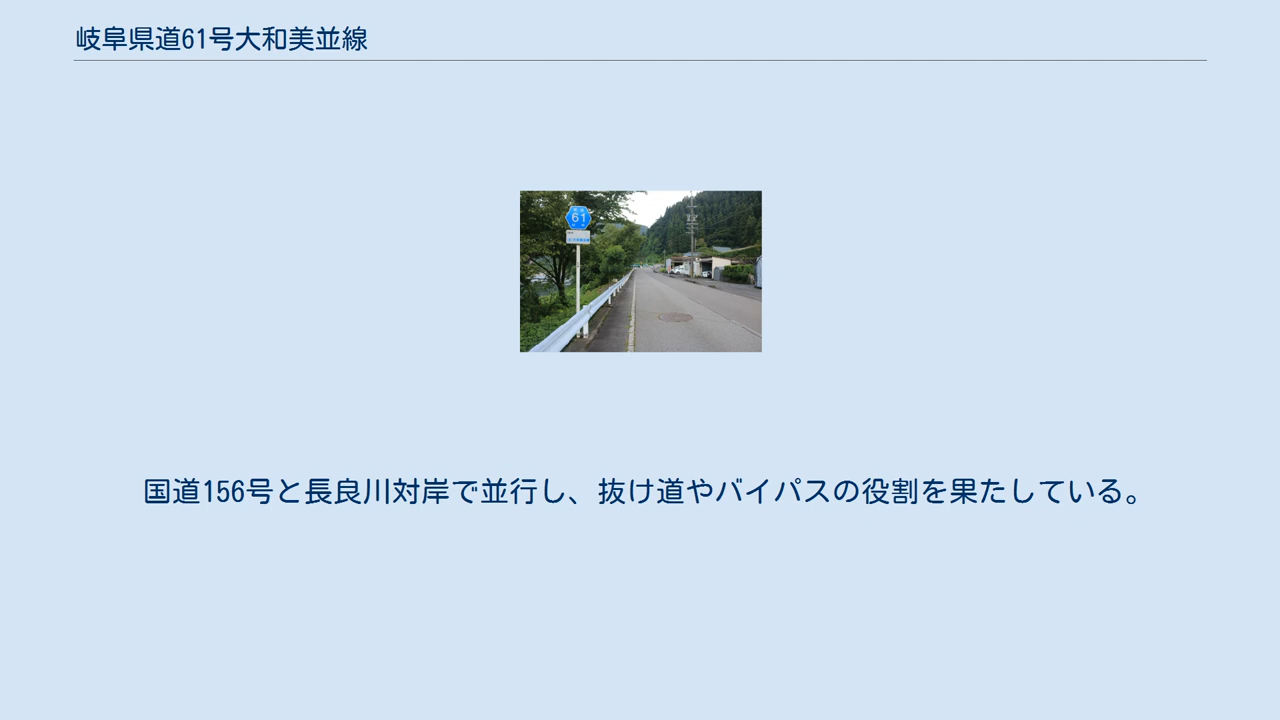 岐阜県道61号大和美並線
61
国道156号と長良川対岸で並行し、抜け道やバイパスの役割を果たしている。